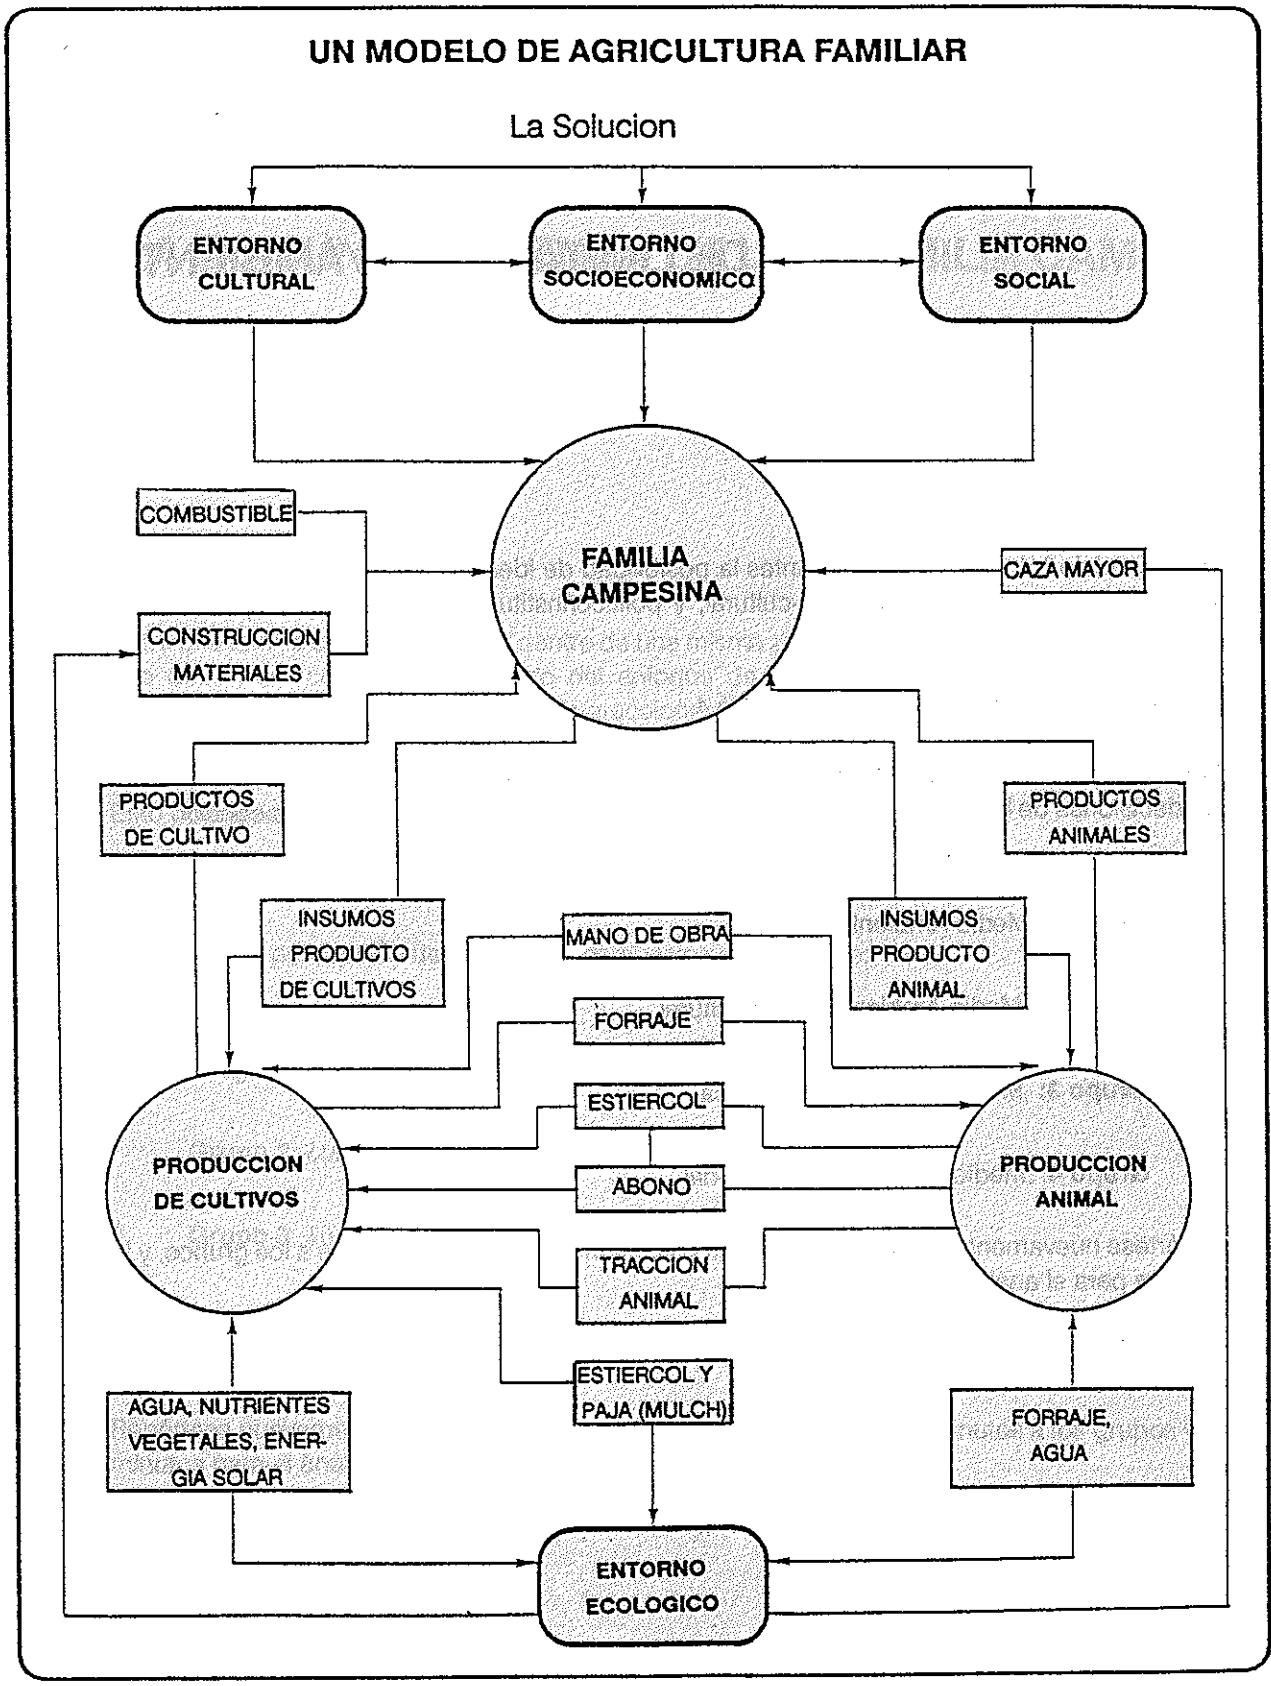 UN MODELO DE AGRICULTURA FAMILIAR
La Solucion
ENTORNO
CULTURAL
ENTORNO
SOCIOECONOMICO
ENTORNO
SOCIAL
COMBUSTIBLE
FAMILIA
CAMPESINA
CAZA MAYOR
CONSTRUCCION
MATERIALES
PRODUCTOS
DE CULTIVO
PRODUCTOS
ANIMALES
INSUMOS
PRODUCTO
DE CULTIVOS
MANO DE OBRA
INSUMOS
PRODUCTO
ANIMAL
FORRAJE
ESTIERCOL
PRODUCCION
DE CULTIVOS
ABONO
PRODUCCION
ANIMAL
TRACCION
ANIMAL
ESTIERCOL Y
PAJA (MULCH)
AGUA, NUTRIENTES
VEGETALES, ENER-
GIA SOLAR
FORRAJE,
AGUA
ENTORNO
ECOLOGICO